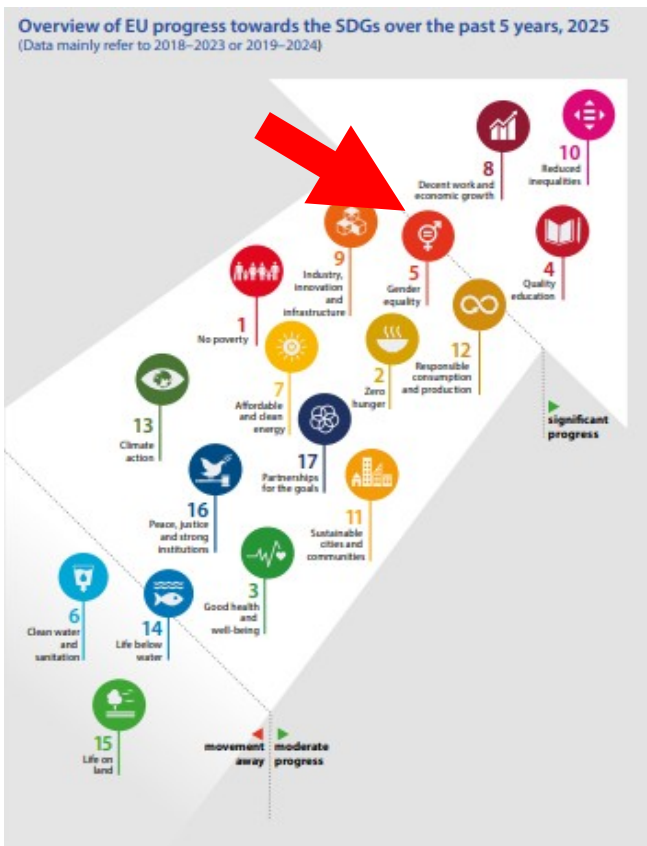 Overview of EU progress towards the SDGs over the past 5 years, 2025
(Data mainly refer to 2018–2023 or 2019–2024)
10
Reduced
inequalities
8
Decent work and
economic growth
4
Quality
education
5
Gender
equality
9
Industry,
innovation
and
infrastructure
1
No poverty
12
Responsible
consumption
and production
2
Zero
hunger
7
Affordable
and clean
energy
13
Climate
action
17
Partnerships
for the goals
significant
progress
16
Peace, justice
and strong
institutions
11
Sustainable
cities and
communities
3
Good health
and
well-being
6
Clean water
and
sanitation
14
Life below
water
15
Life on
land
movement
away
moderate
progress